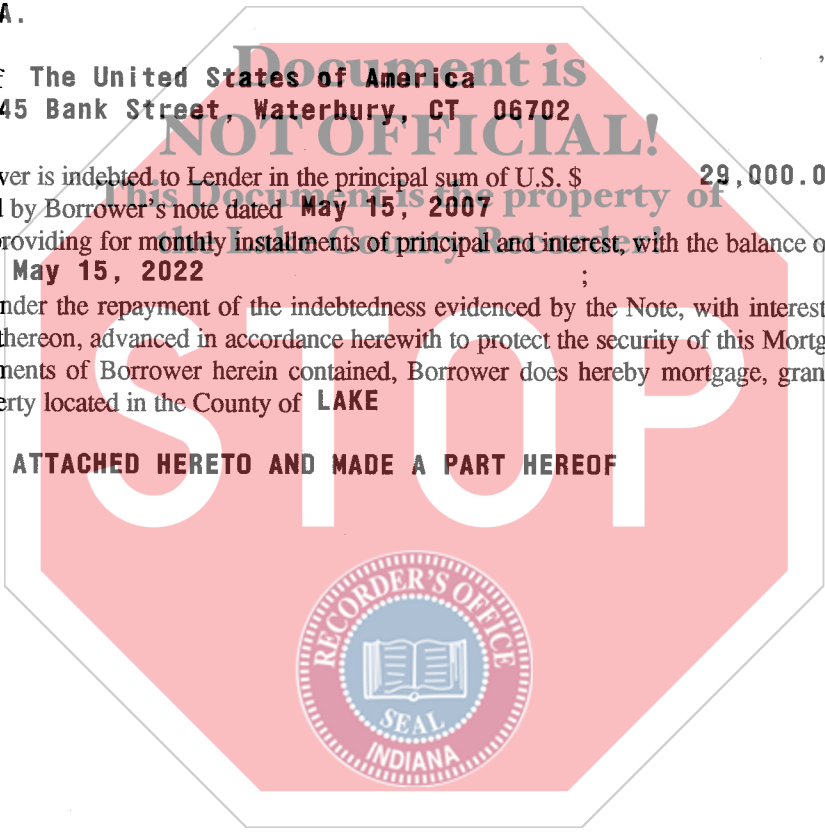 A.
Document is
f The United States of America
45 Bank Street, Waterbury, CT 06702
NOT OFFICIAL!
ver is indebted to Lender in the principal sum of U.S. $ 29,000.0
This Document is the property of
l by Borrower's note dated May 15, 2007
the Lake County Recorder!
roviding for monthly installments of principal and interest, with the balance o
May 15, 2022 ;
nder the repayment of the indebtedness evidenced by the Note, with interest
thereon, advanced in accordance herewith to protect the security of this Mortg
ments of Borrower herein contained, Borrower does hereby mortgage, gran
erty located in the County of LAKE
STOP
ATTACHED HERETO AND MADE A PART HEREOF
RECORDER'S OFFICE
SEAL
INDIANA